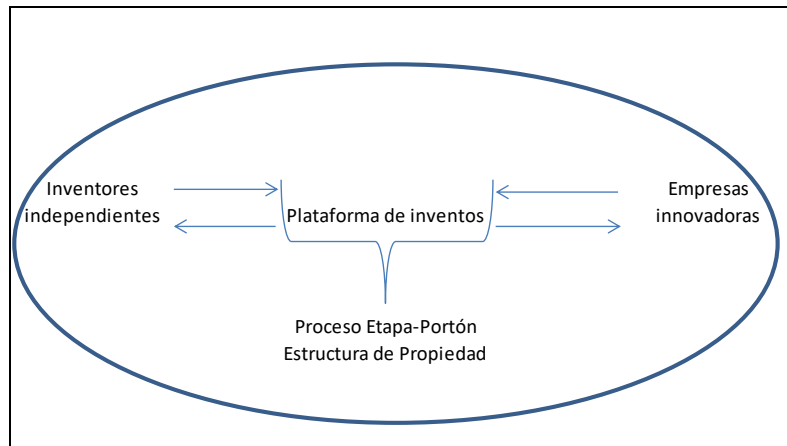 Inventores
independientes
Plataforma de inventos
Empresas
innovadoras
Proceso Etapa-Portón
Estructura de Propiedad